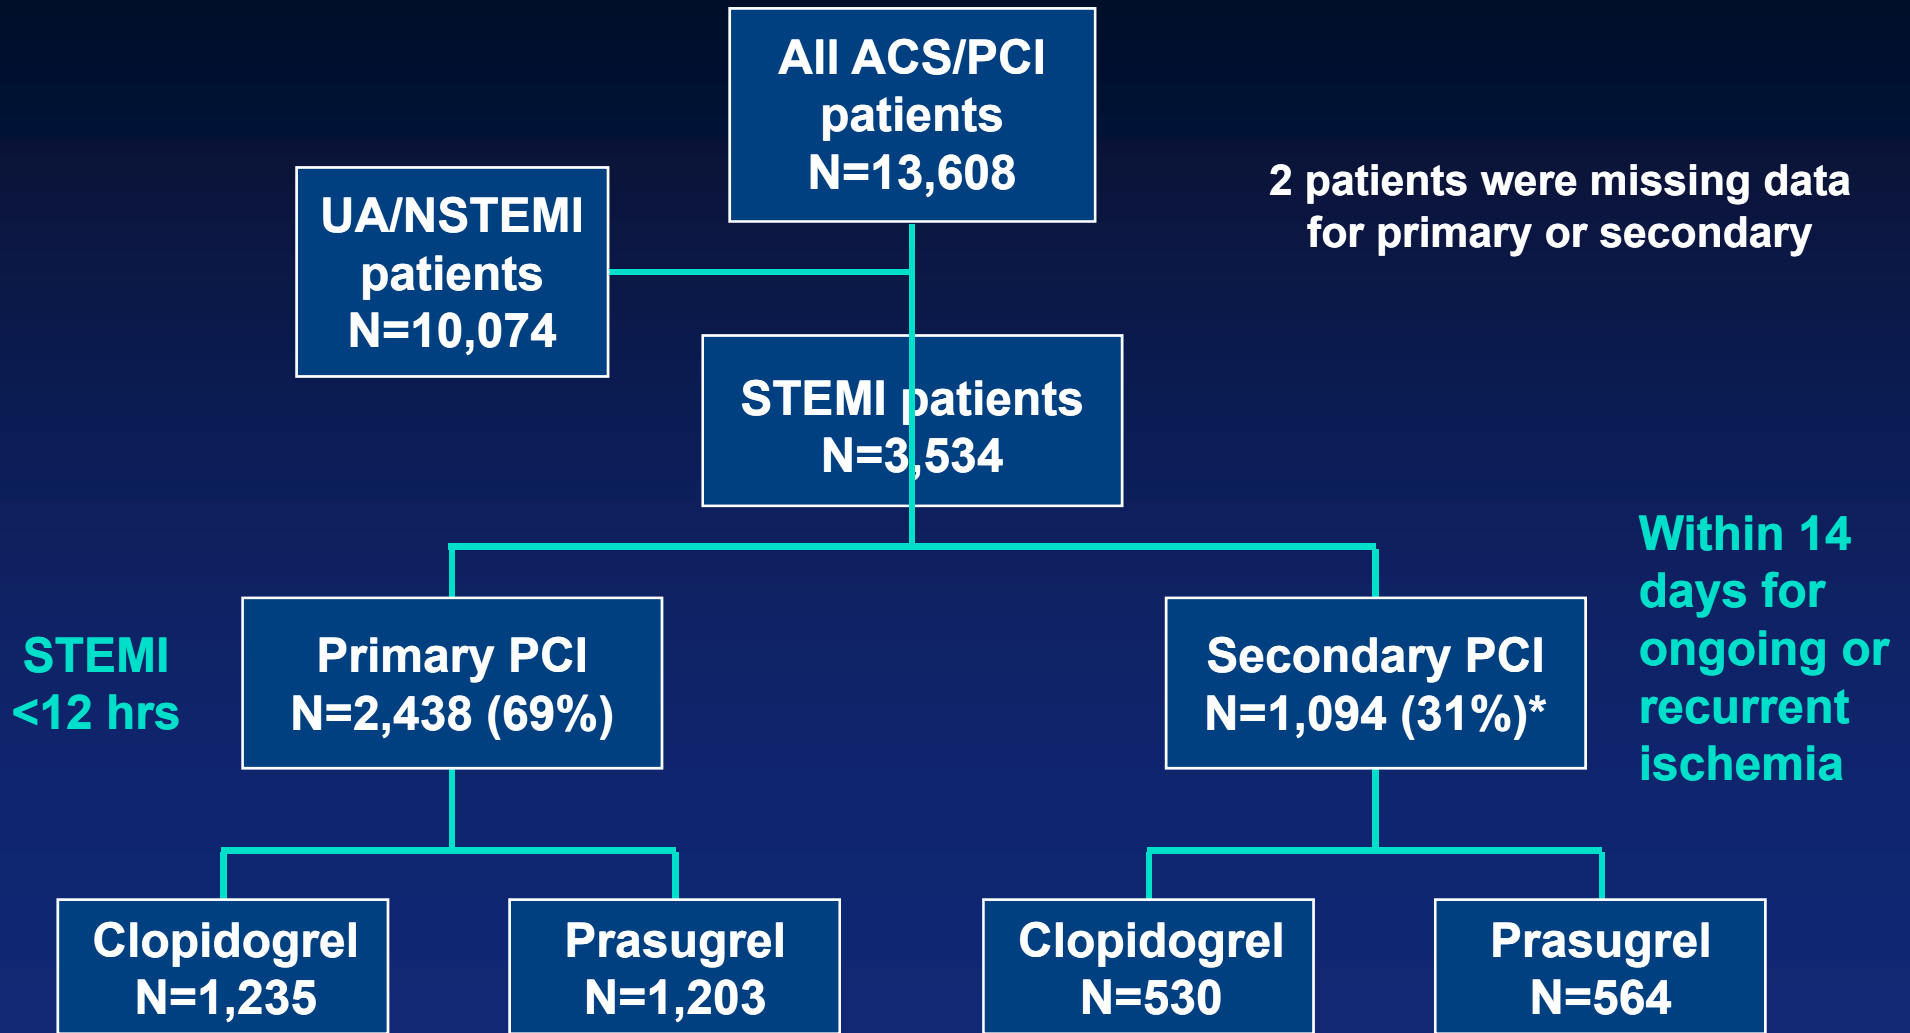 All ACS/PCI
patients
N=13,608
UA/NSTEMI
patients
N=10,074
2 patients were missing data
for primary or secondary
STEMI patients
N=3,534
STEMI
<12 hrs
Primary PCI
N=2,438 (69%)
Secondary PCI
N=1,094 (31%)*
Within 14
days for
ongoing or
recurrent
ischemia
Clopidogrel
N=1,235
Prasugrel
N=1,203
Clopidogrel
N=530
Prasugrel
N=564